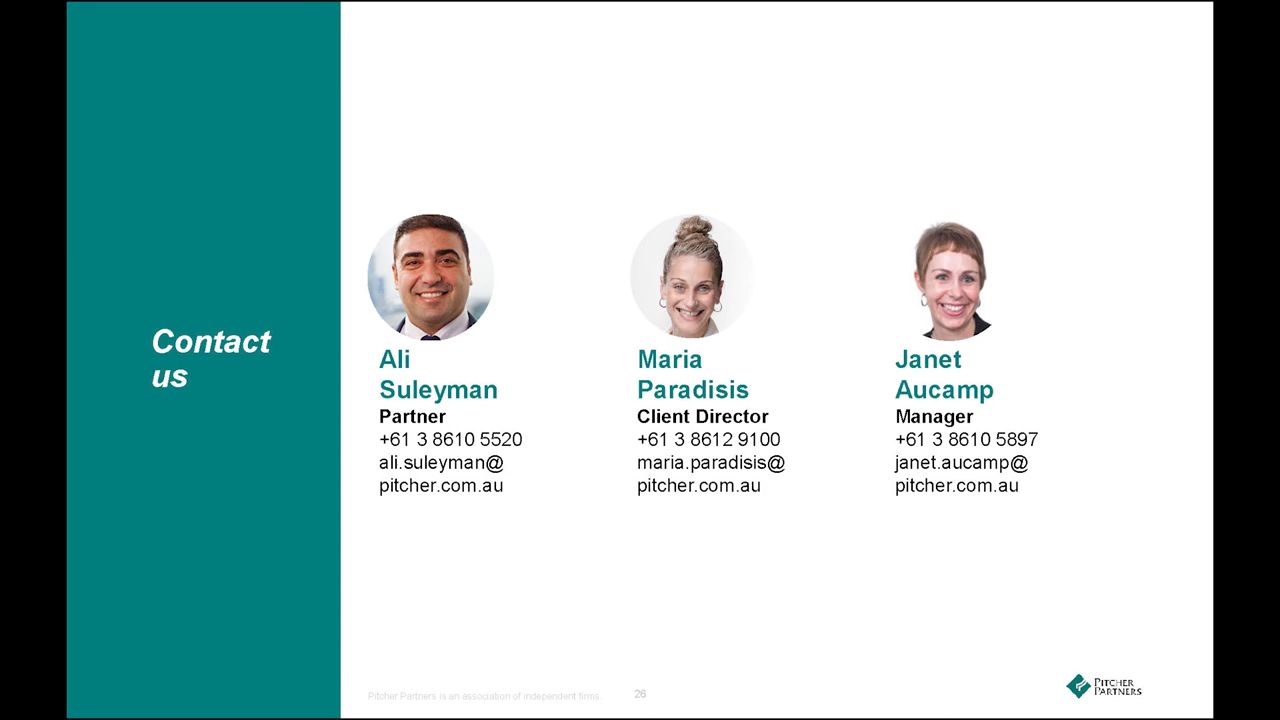 Contact
us
Ali
Suleyman
Partner
+61 3 8610 5520
ali.suleyman@
pitcher.com.au
Maria
Paradisis
Client Director
+61 3 8612 9100
maria.paradisis@
pitcher.com.au
Janet
Aucamp
Manager
+61 3 8610 5897
janet.aucamp@
pitcher.com.au
Pitcher Partners is an association of independent firms
26
PITCHER
PARTNERS